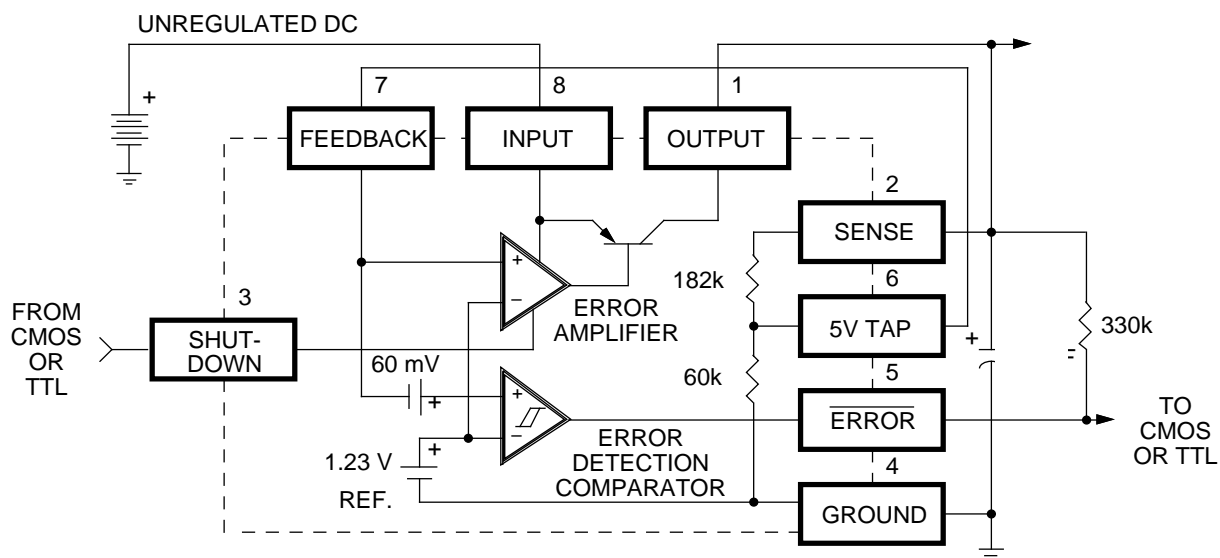 UNREGULATED DC
+
7
8
1
FEEDBACK
INPUT
OUTPUT
2
SENSE
182k
6
+
−
ERROR
AMPLIFIER
5V TAP
+
330k
3
FROM
CMOS
OR
TTL
SHUT-
DOWN
60 mV
+
+
−
60k
5
ERROR
TO
CMOS
OR TTL
+
1.23 V
REF.
ERROR
DETECTION
COMPARATOR
4
GROUND